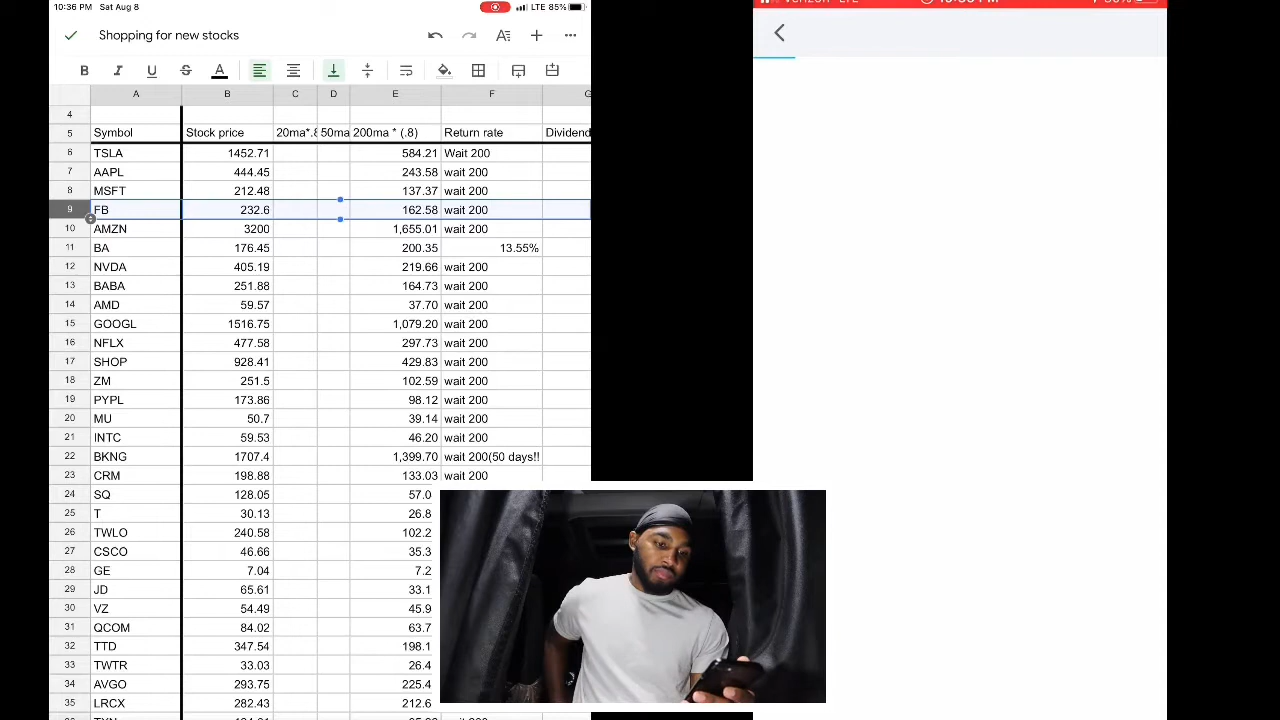 10:36 PM Sat Aug 8
LTE 85%
Shopping for new stocks
B I U S A
A B C D E F G
4
5 Symbol Stock price 20ma*.8 50ma 200ma * (.8) Return rate Dividend
6 TSLA 1452.71 584.21 Wait 200
7 AAPL 444.45 243.58 wait 200
8 MSFT 212.48 137.37 wait 200
9 FB 232.6 162.58 wait 200
10 AMZN 3200 1,655.01 wait 200
11 BA 176.45 200.35 13.55%
12 NVDA 405.19 219.66 wait 200
13 BABA 251.88 164.73 wait 200
14 AMD 59.57 37.70 wait 200
15 GOOGL 1516.75 1,079.20 wait 200
16 NFLX 477.58 297.73 wait 200
17 SHOP 928.41 429.83 wait 200
18 ZM 251.5 102.59 wait 200
19 PYPL 173.86 98.12 wait 200
20 MU 50.7 39.14 wait 200
21 INTC 59.53 46.20 wait 200
22 BKNG 1707.4 1,399.70 wait 200(50 days!!
23 CRM 198.88 133.03 wait 200
24 SQ 128.05 57.0
25 T 30.13 26.8
26 TWLO 240.58 102.2
27 CSCO 46.66 35.3
28 GE 7.04 7.2
29 JD 65.61 33.1
30 VZ 54.49 45.9
31 QCOM 84.02 63.7
32 TTD 347.54 198.1
33 TWTR 33.03 26.4
34 AVGO 293.75 225.4
35 LRCX 282.43 212.6